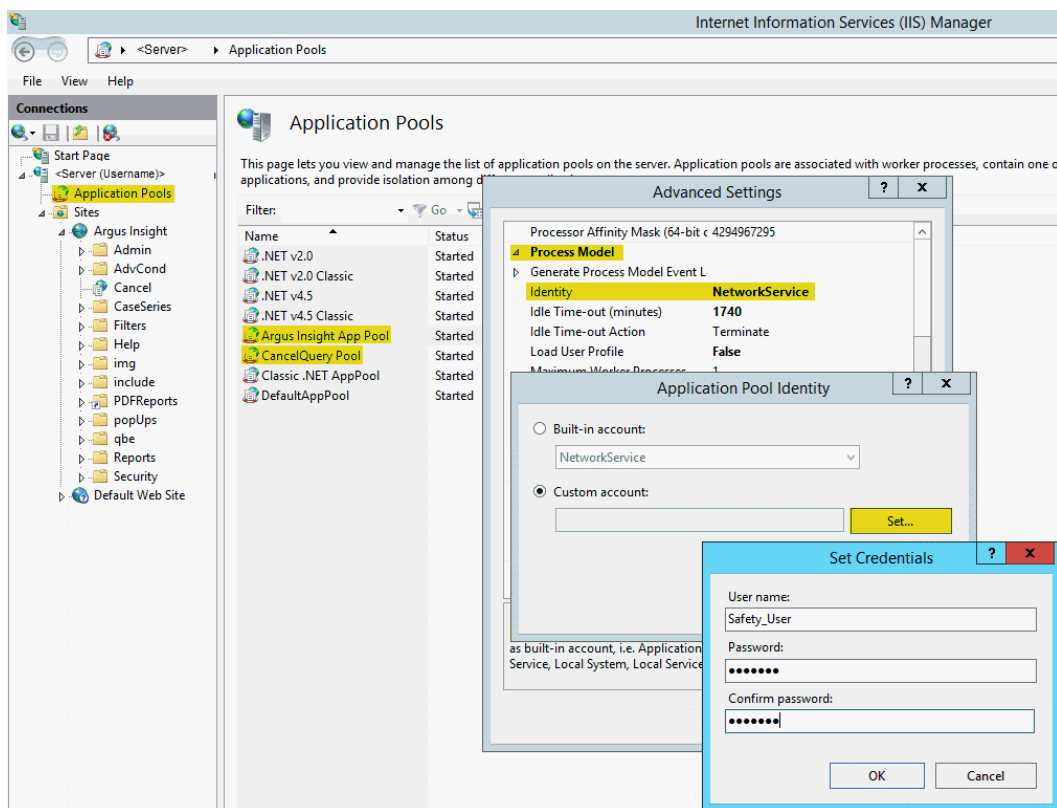 Internet Information Services (IIS) Manager
<Server> Application Pools
File View Help
Connections
Start Page
<Server (Username)>
Application Pools
Sites
Argus Insight
Admin
AdvCond
Cancel
CaseSeries
Filters
Help
img
include
PDFReports
popUps
qbe
Reports
Security
Default Web Site
Application Pools
This page lets you view and manage the list of application pools on the server. Application pools are associated with worker processes, contain one o
applications, and provide isolation among
Filter: Go
Name Status
.NET v2.0 Started
.NET v2.0 Classic Started
.NET v4.5 Started
.NET v4.5 Classic Started
Argus Insight App Pool Started
CancelQuery Pool Started
Classic .NET AppPool Started
DefaultAppPool Started
Advanced Settings ? x
Processor Affinity Mask (64-bit c 4294967295
Process Model
Generate Process Model Event L
Identity NetworkService
Idle Time-out (minutes) 1740
Idle Time-out Action Terminate
Load User Profile False
Maximum Worker Processes 1
Application Pool Identity ? x
Built-in account:
NetworkService
Custom account:
Set...
as built-in account, i.e. Application
Service, Local System, Local Service
Set Credentials ? x
User name:
Safety_User
Password:
•••••••
Confirm password:
•••••••
OK Cancel